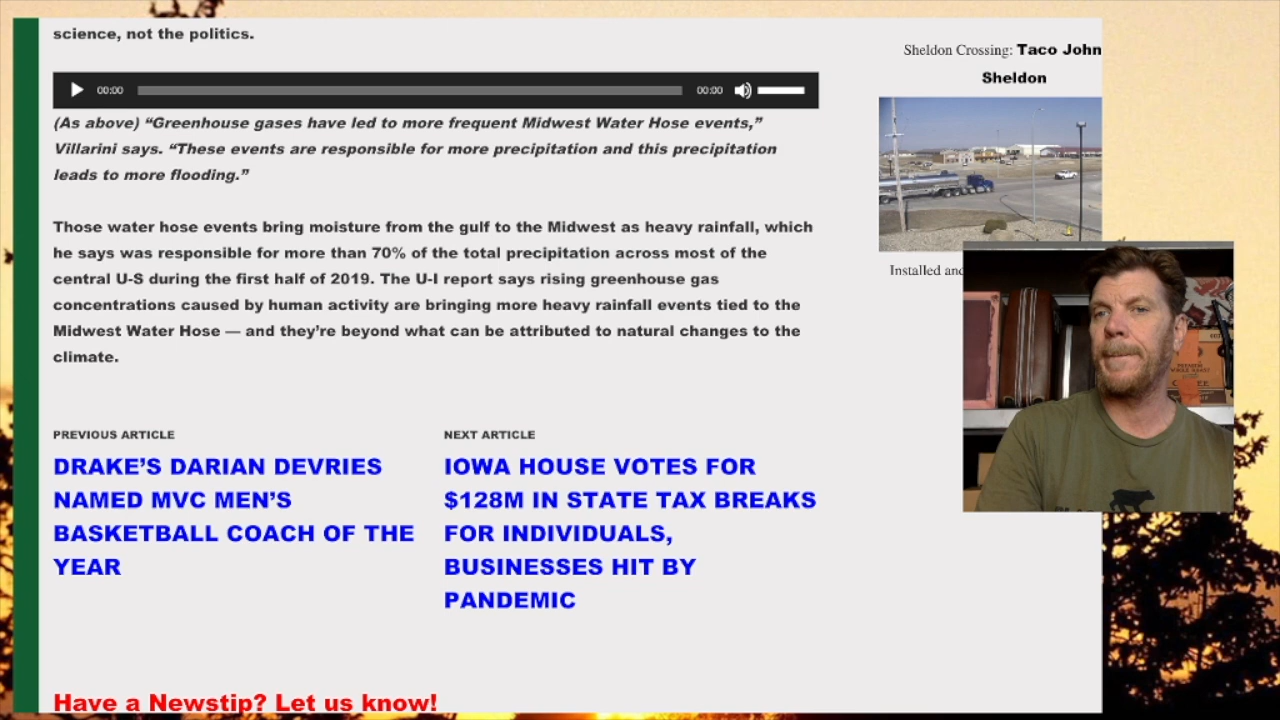 science, not the politics.
00:00
00:00
(As above) “Greenhouse gases have led to more frequent Midwest Water Hose events,”
Villarini says. “These events are responsible for more precipitation and this precipitation
leads to more flooding.”
Those water hose events bring moisture from the gulf to the Midwest as heavy rainfall, which
he says was responsible for more than 70% of the total precipitation across most of the
central U-S during the first half of 2019. The U-I report says rising greenhouse gas
concentrations caused by human activity are bringing more heavy rainfall events tied to the
Midwest Water Hose — and they’re beyond what can be attributed to natural changes to the
climate.
PREVIOUS ARTICLE
DRAKE’S DARIAN DEVRIES
NAMED MVC MEN’S
BASKETBALL COACH OF THE
YEAR
NEXT ARTICLE
IOWA HOUSE VOTES FOR
$128M IN STATE TAX BREAKS
FOR INDIVIDUALS,
BUSINESSES HIT BY
PANDEMIC
Have a Newstip? Let us know!
Sheldon Crossing: Taco John
Sheldon
Installed and